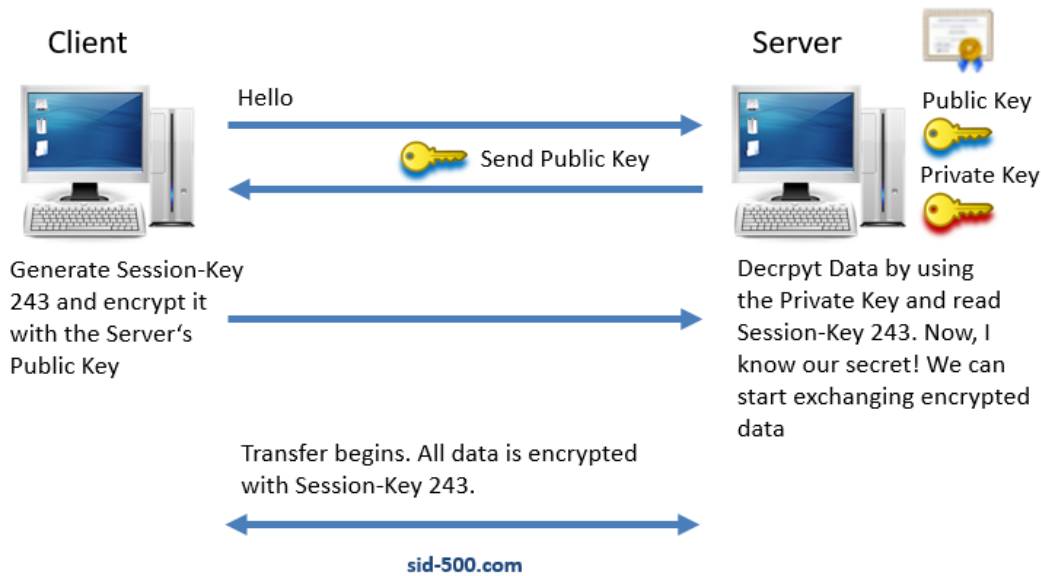 Client
Server
Hello
Public Key
Send Public Key
Private Key
Generate Session-Key
243 and encrypt it
with the Server‘s
Public Key
Decrpyt Data by using
the Private Key and read
Session-Key 243. Now, I
know our secret! We can
start exchanging encrypted
data
Transfer begins. All data is encrypted
with Session-Key 243.
sid-500.com